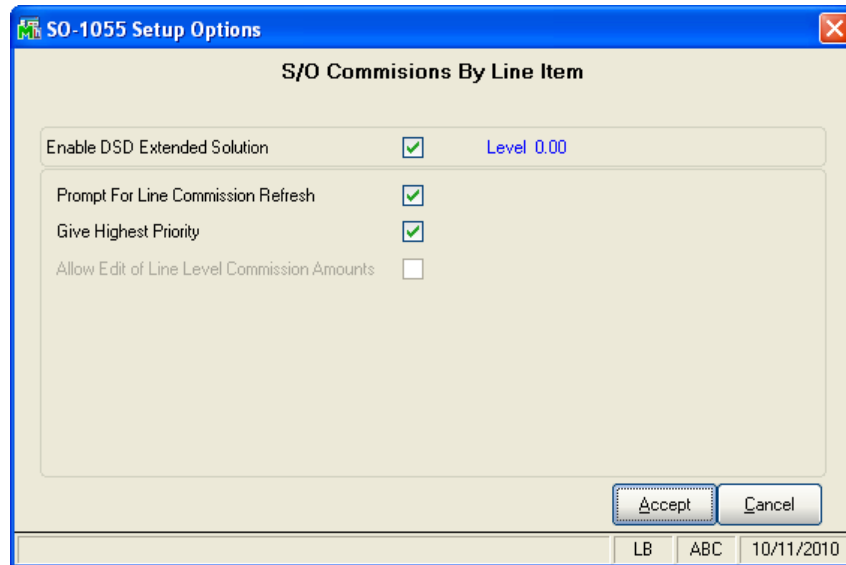 SO-1055 Setup Options
S/O Commisions By Line Item
Enable DSD Extended Solution Level 0.00
Prompt For Line Commission Refresh
Give Highest Priority
Allow Edit of Line Level Commission Amounts
Accept Cancel
LB ABC 10/11/2010